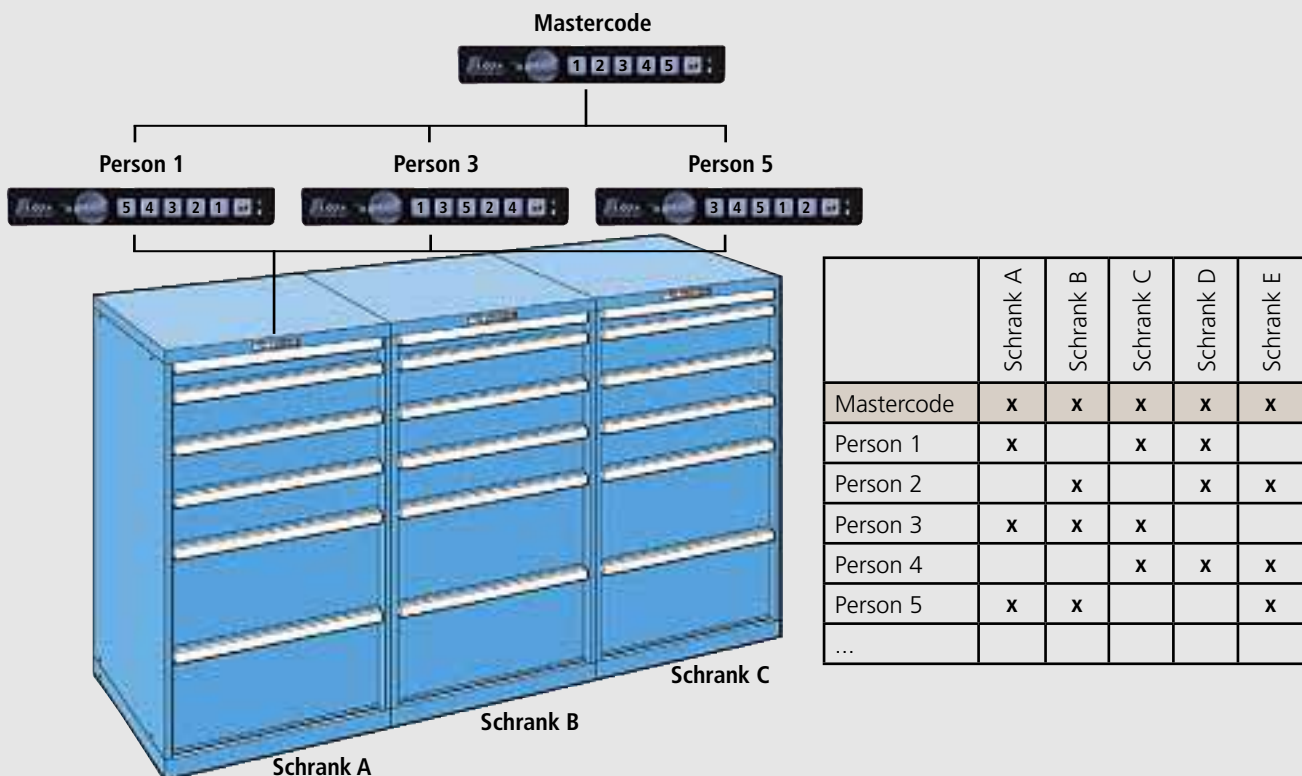 Mastercode
1 2 3 4 5
Person 1 Person 3 Person 5
5 4 3 2 1 1 3 5 2 4 3 4 5 1 2
Schrank A Schrank B Schrank C Schrank D Schrank E
Mastercode x x x x x
Person 1 x x x
Person 2 x x x
Person 3 x x x
Person 4 x x x
Person 5 x x x
...
Schrank C
Schrank B
Schrank A